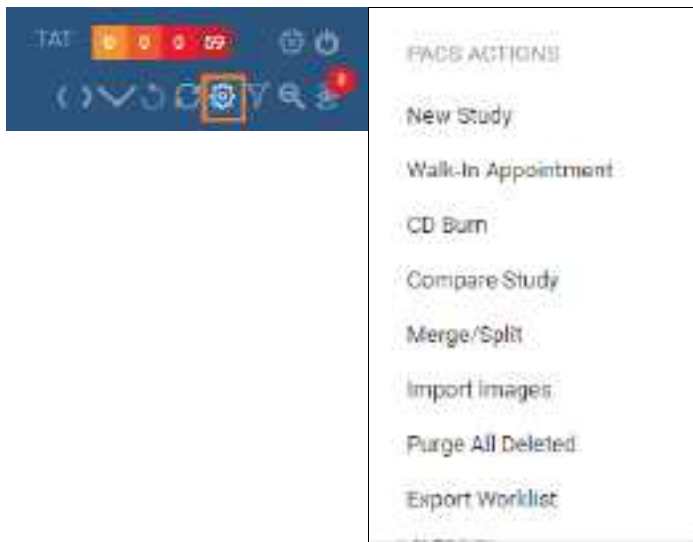 TAT 0 0 0 59
PACS ACTIONS
New Study
Walk-In Appointment
CD Burn
Compare Study
Merge/Split
Import Images
Purge All Deleted
Export Worklist